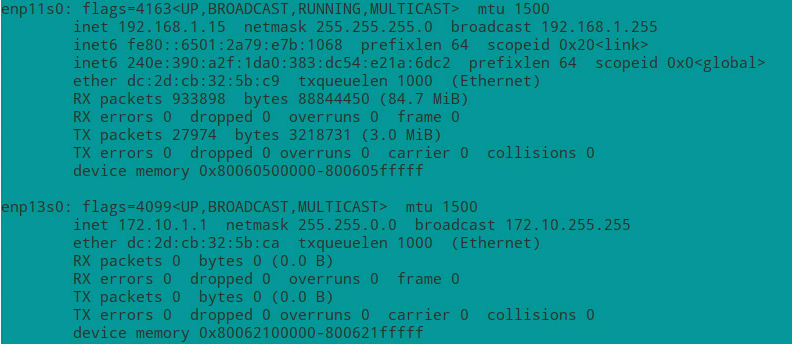 enp11s0: flags=4163<UP,BROADCAST,RUNNING,MULTICAST>  mtu 1500
        inet 192.168.1.15  netmask 255.255.255.0  broadcast 192.168.1.255
        inet6 fe80::6501:2a79:e7b:1068  prefixlen 64  scopeid 0x20<link>
        inet6 240e:390:a2f:1da0:383:dc54:e21a:6dc2  prefixlen 64  scopeid 0x0<global>
        ether dc:2d:cb:32:5b:c9  txqueuelen 1000  (Ethernet)
        RX packets 933898  bytes 88844450 (84.7 MiB)
        RX errors 0  dropped 0  overruns 0  frame 0
        TX packets 27974  bytes 3218731 (3.0 MiB)
        TX errors 0  dropped 0 overruns 0  carrier 0  collisions 0
        device memory 0x80060500000-800605fffff

enp13s0: flags=4099<UP,BROADCAST,MULTICAST>  mtu 1500
        inet 172.10.1.1  netmask 255.255.0.0  broadcast 172.10.255.255
        ether dc:2d:cb:32:5b:ca  txqueuelen 1000  (Ethernet)
        RX packets 0  bytes 0 (0.0 B)
        RX errors 0  dropped 0  overruns 0  frame 0
        TX packets 0  bytes 0 (0.0 B)
        TX errors 0  dropped 0 overruns 0  carrier 0  collisions 0
        device memory 0x80062100000-800621fffff